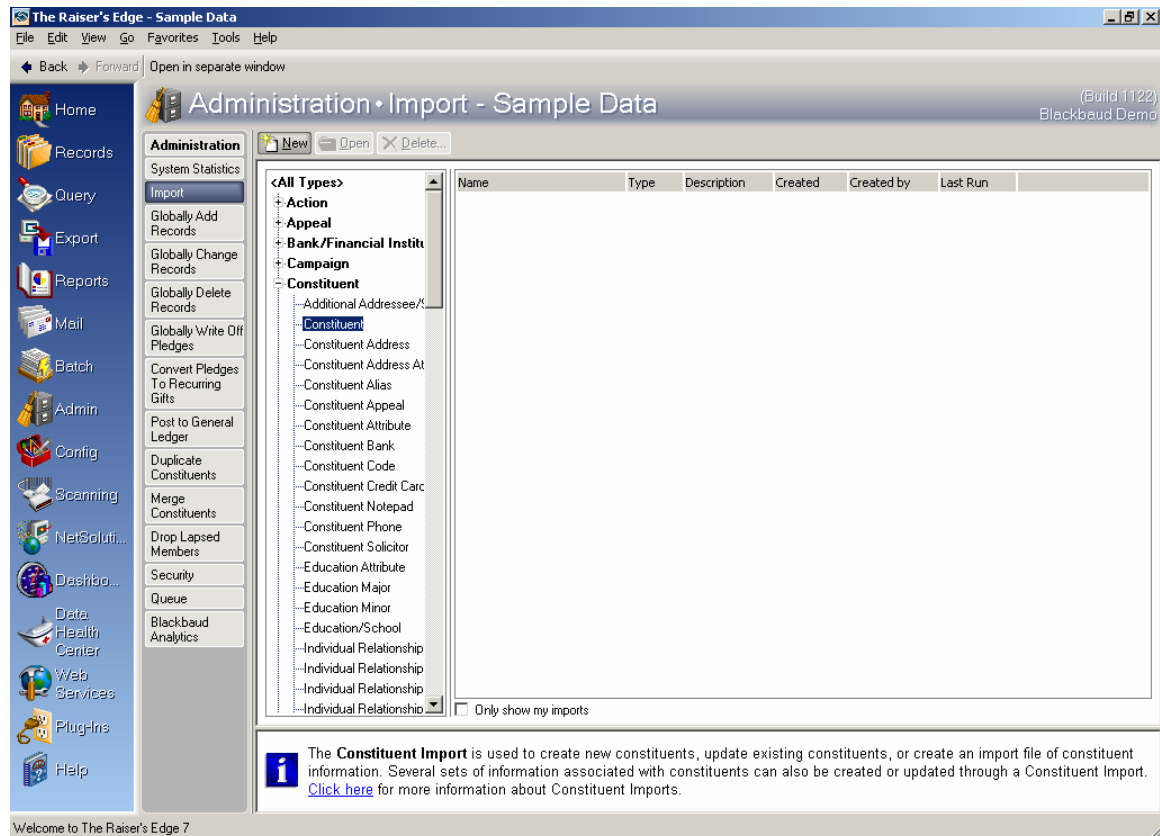 The Raiser's Edge - Sample Data
File Edit View Go Favorites Tools Help
Back Forward Open in separate window
Administration • Import - Sample Data
(Build 1122)
Blackbaud Demo
Home
Records
Query
Export
Reports
Mail
Batch
Admin
Config
Scanning
NetSoluti...
Dashbo...
Data
Health
Center
Web
Services
Plug-Ins
Help
Administration
System Statistics
Import
Globally Add
Records
Globally Change
Records
Globally Delete
Records
Globally Write Off
Pledges
Convert Pledges
To Recurring
Gifts
Post to General
Ledger
Duplicate
Constituents
Merge
Constituents
Drop Lapsed
Members
Security
Queue
Blackbaud
Analytics
New Open Delete...
<All Types>
Action
Appeal
Bank/Financial Institu
Campaign
Constituent
Additional Addressee/S
Constituent
Constituent Address
Constituent Address At
Constituent Alias
Constituent Appeal
Constituent Attribute
Constituent Bank
Constituent Code
Constituent Credit Card
Constituent Notepad
Constituent Phone
Constituent Solicitor
Education Attribute
Education Major
Education Minor
Education/School
Individual Relationship
Individual Relationship
Individual Relationship
Individual Relationship
Name Type Description Created Created by Last Run
Only show my imports
The Constituent Import is used to create new constituents, update existing constituents, or create an import file of constituent
information. Several sets of information associated with constituents can also be created or updated through a Constituent Import.
Click here for more information about Constituent Imports.
Welcome to The Raiser's Edge 7